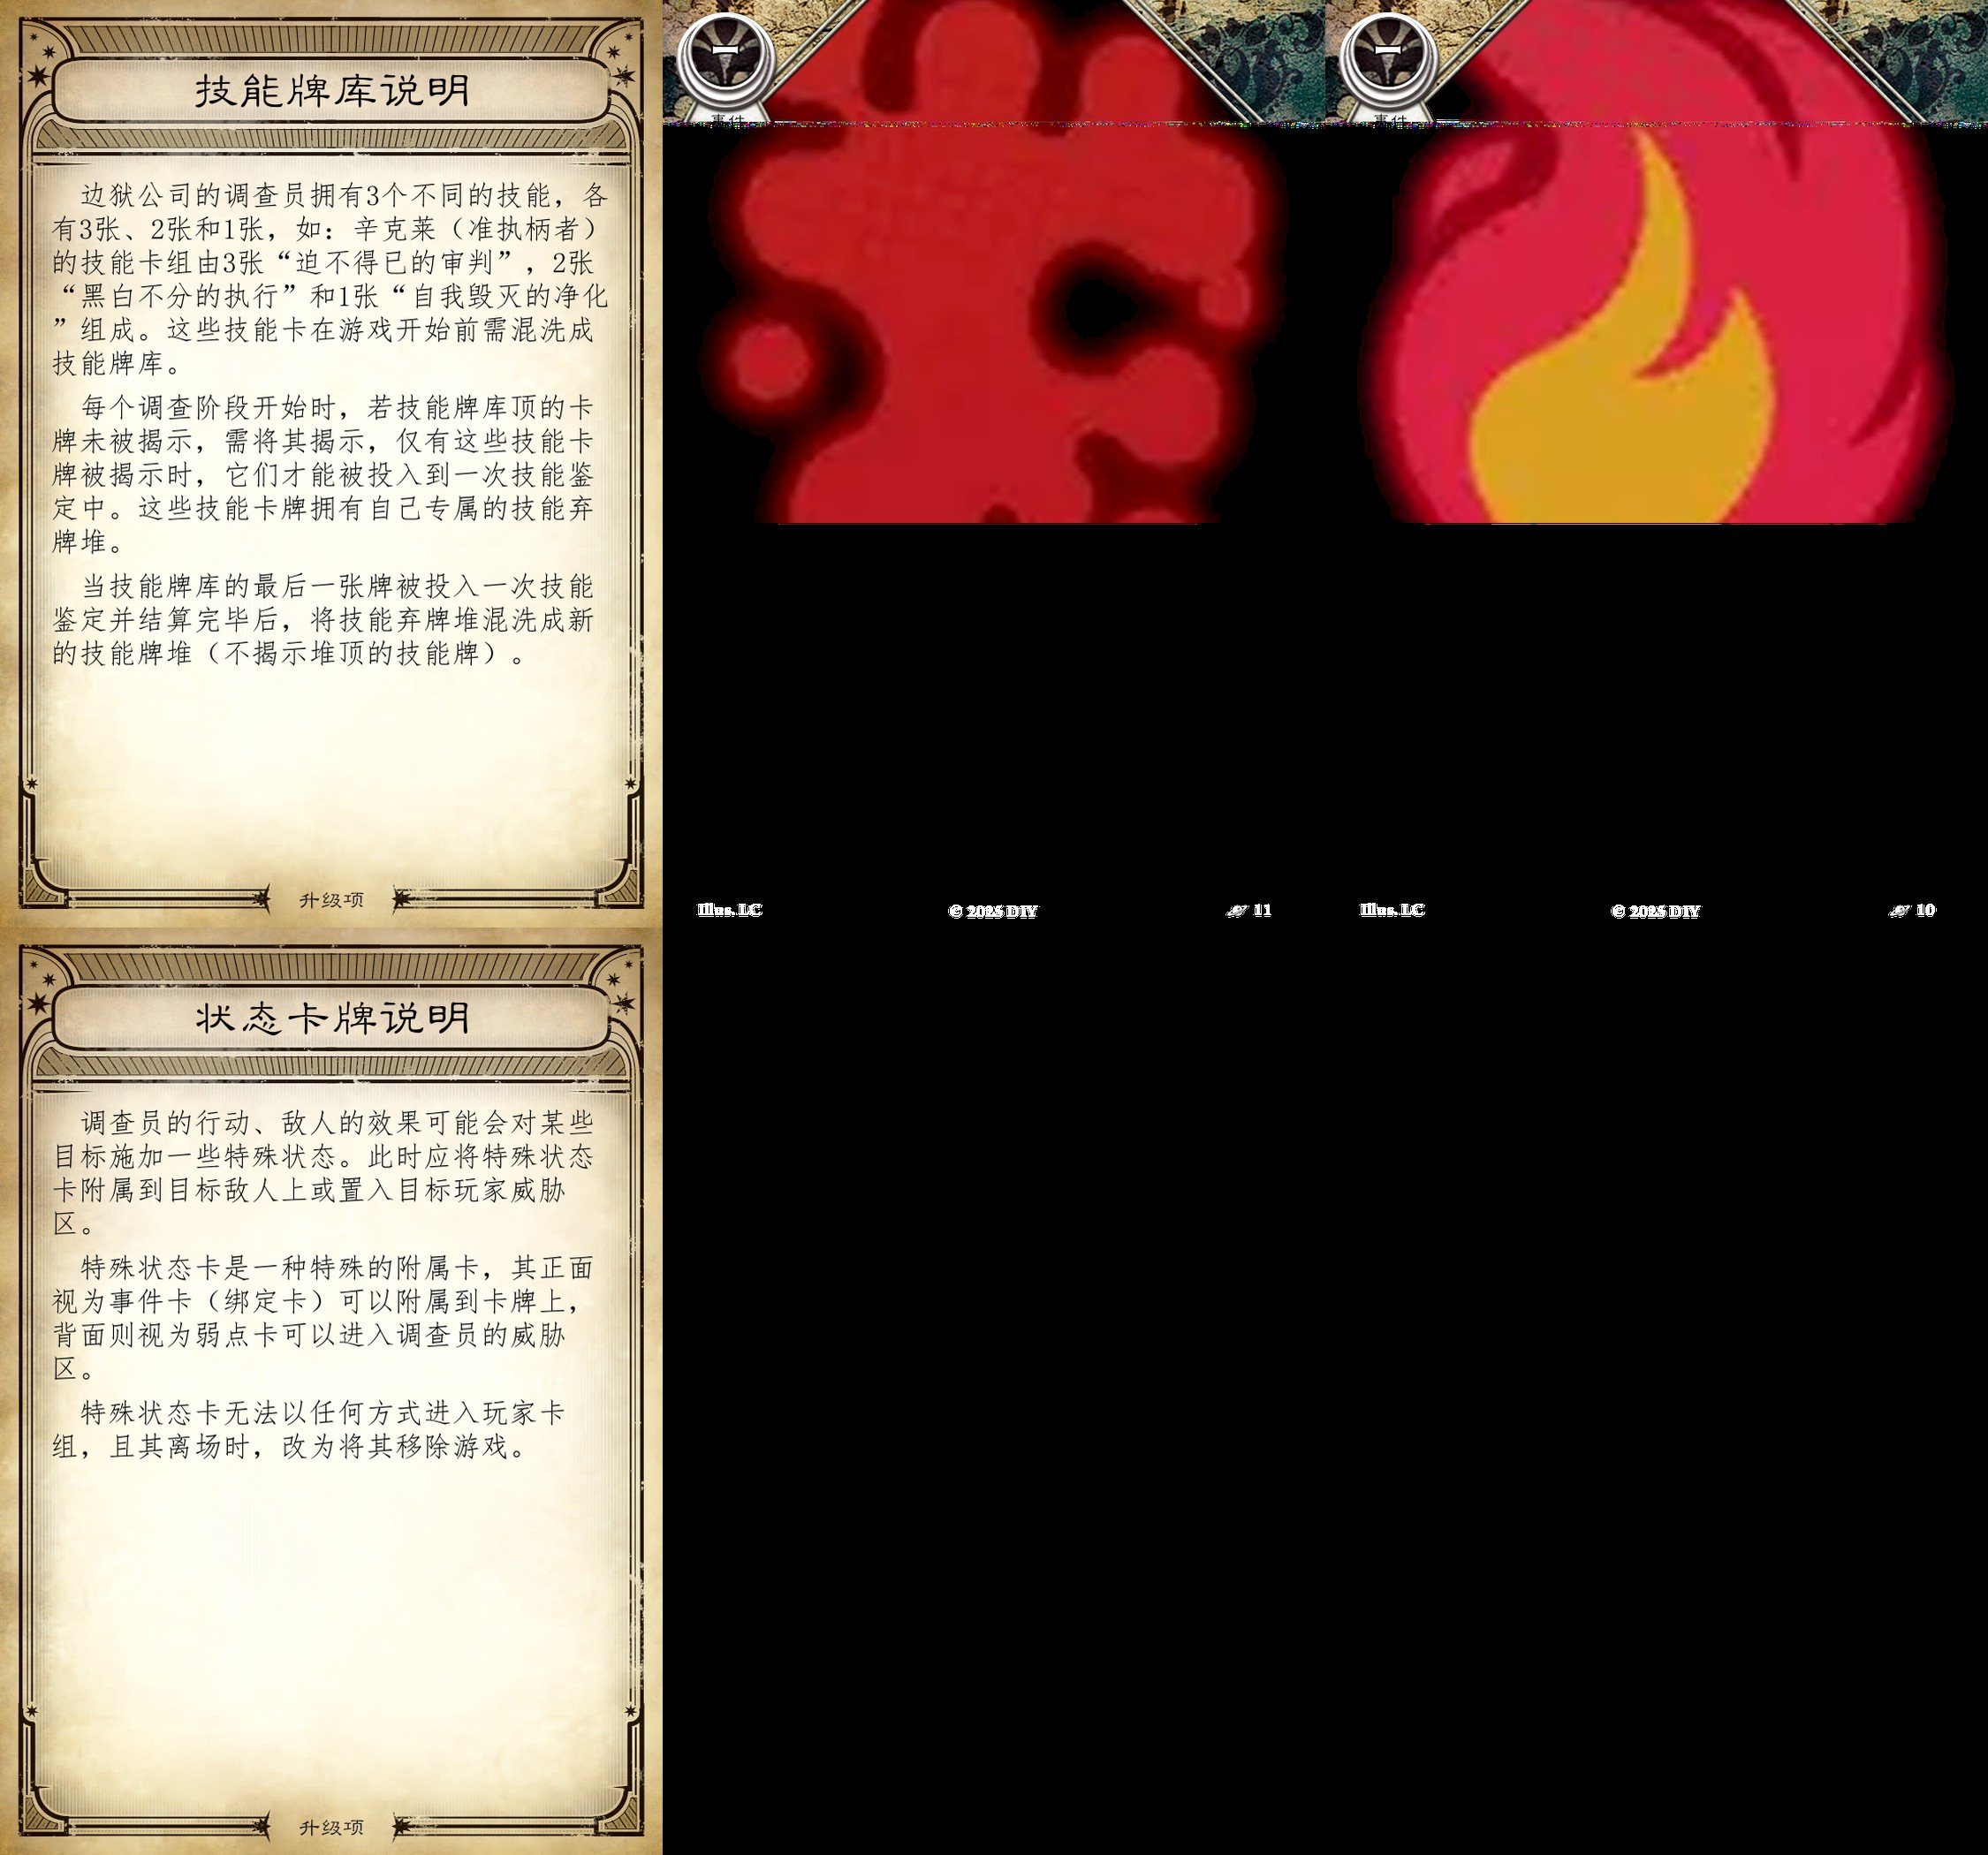 技能牌库说明
边狱公司的调查员拥有3个不同的技能，各
有3张、2张和1张，如：辛克莱（准执柄者）
的技能卡组由3张“迫不得已的审判”，2张
“黑白不分的执行”和1张“自我毁灭的净化
”组成。这些技能卡在游戏开始前需混洗成
技能牌库。
每个调查阶段开始时，若技能牌库顶的卡
牌未被揭示，需将其揭示，仅有这些技能卡
牌被揭示时，它们才能被投入到一次技能鉴
定中。这些技能卡牌拥有自己专属的技能弃
牌堆。
当技能牌库的最后一张牌被投入一次技能
鉴定并结算完毕后，将技能弃牌堆混洗成新
的技能牌堆（不揭示堆顶的技能牌）。
升级项
事件
Illus. LC
© 2025 DIY
11
事件
Illus. LC
© 2025 DIY
10
状态卡牌说明
调查员的行动、敌人的效果可能会对某些
目标施加一些特殊状态。此时应将特殊状态
卡附属到目标敌人上或置入目标玩家威胁
区。
特殊状态卡是一种特殊的附属卡，其正面
视为事件卡（绑定卡）可以附属到卡牌上，
背面则视为弱点卡可以进入调查员的威胁
区。
特殊状态卡无法以任何方式进入玩家卡
组，且其离场时，改为将其移除游戏。
升级项